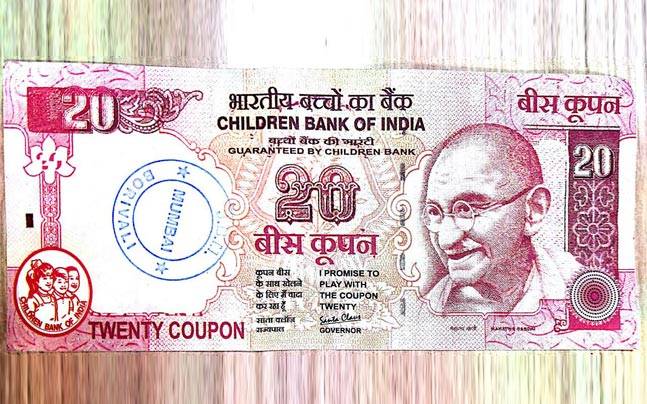 20
भारतीय बच्चों का बैंक
CHILDREN BANK OF INDIA
बच्चों बैंक की गारंटी
GUARANTEED BY CHILDREN BANK
20
बीस कूपन
बीस कूपन
20
BORIVALI
MUMBAI
कूपन बीस
के साथ खेलने
के लिए मैं वादा
कर रहा हूँ
I PROMISE TO
PLAY WITH
THE COUPON
TWENTY
सांता क्लॉज
राज्यपाल
Santa Claus
GOVERNOR
CHILDREN BANK OF INDIA
TWENTY COUPON
महात्मा गांधी
MAHATMA GANDHI